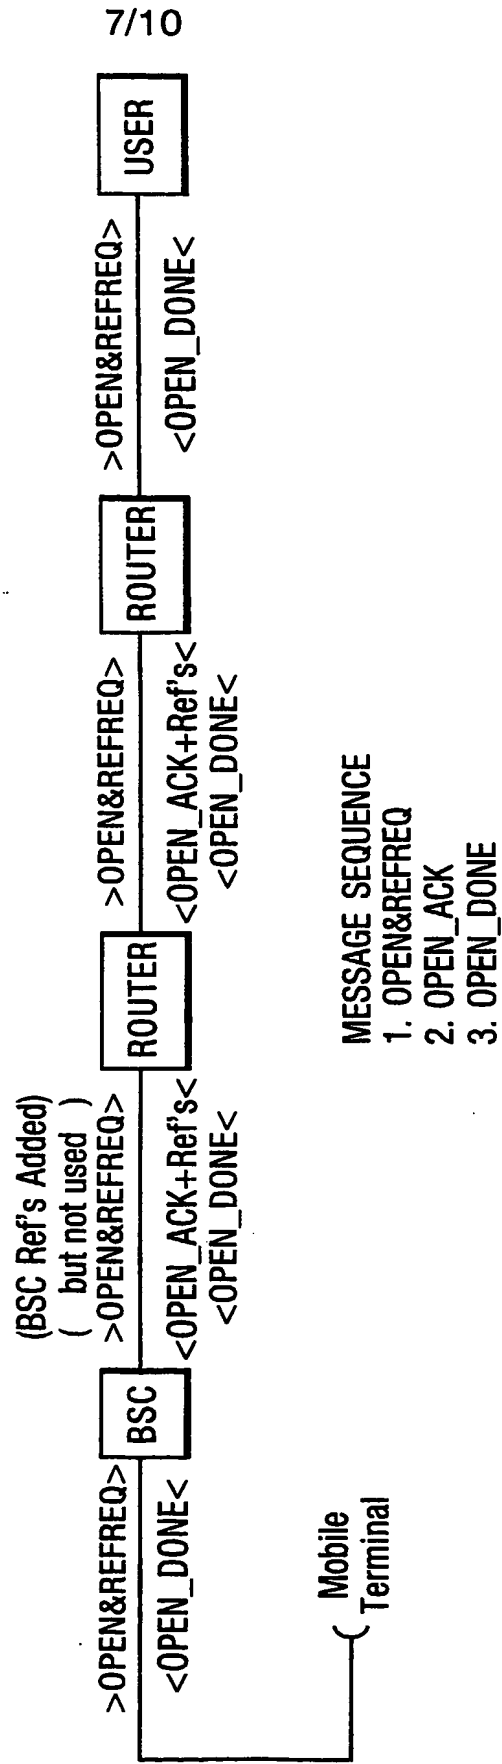 7/10
(BSC Ref's Added)
( but not used )
>OPEN&REFREQ>
>OPEN&REFREQ>
>OPEN&REFREQ>
>OPEN&REFREQ>
BSC
ROUTER
ROUTER
USER
<OPEN_DONE<
<OPEN_ACK+Ref's<
<OPEN_DONE<
<OPEN_ACK+Ref's<
<OPEN_DONE<
<OPEN_DONE<
Mobile
Terminal
MESSAGE SEQUENCE
1. OPEN&REFREQ
2. OPEN_ACK
3. OPEN_DONE